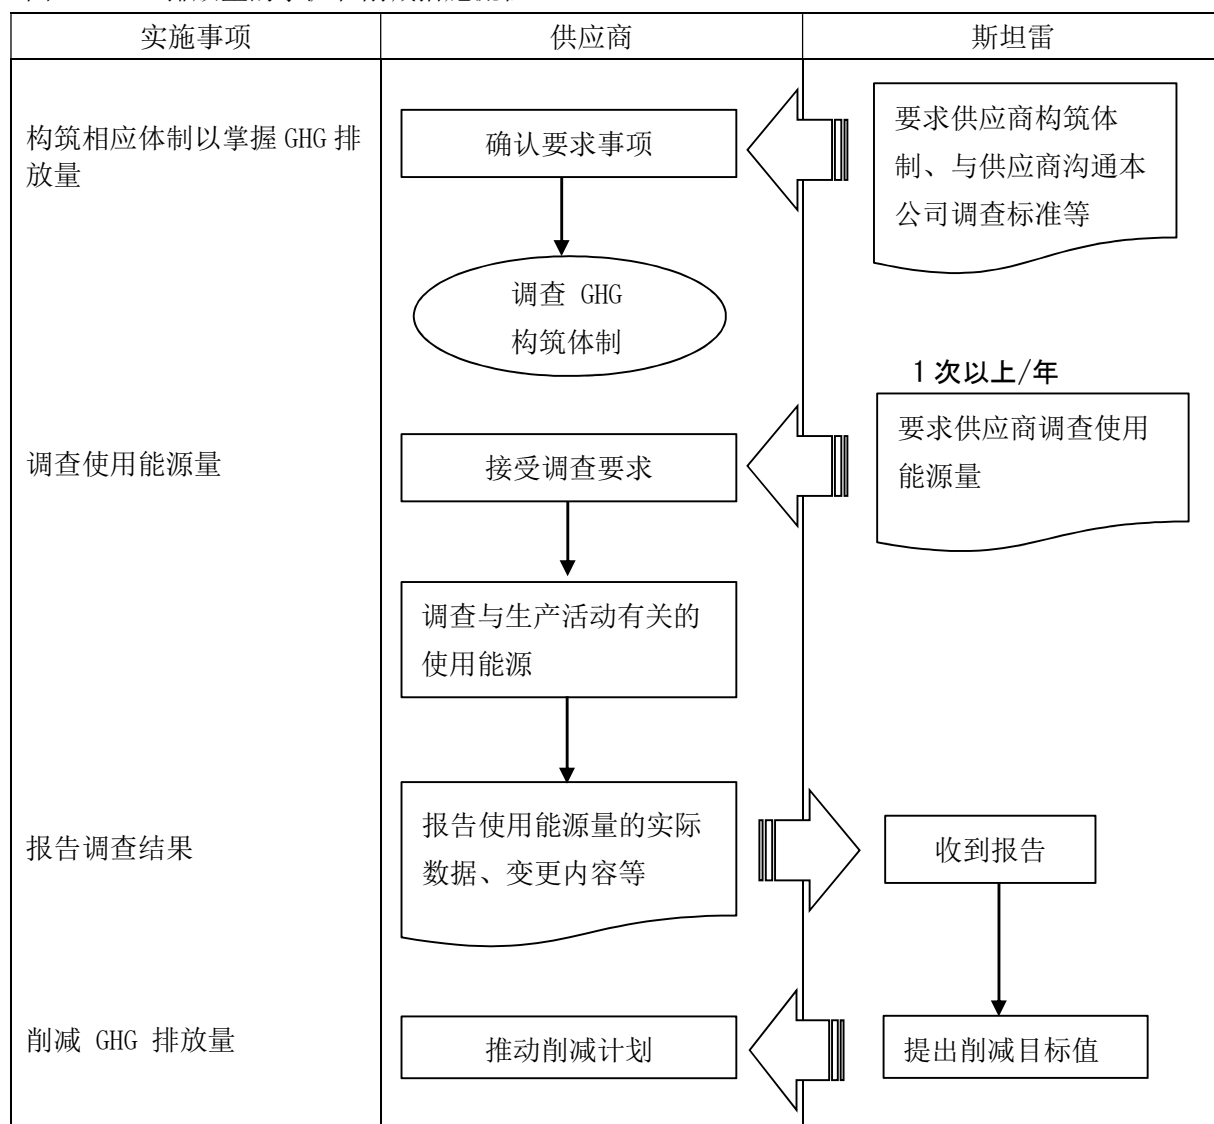 实施事项
供应商
斯坦雷
构筑相应体制以掌握 GHG 排
放量
确认要求事项
要求供应商构筑体
制、与供应商沟通本
公司调查标准等
调查 GHG
构筑体制
1 次以上/年
调查使用能源量
接受调查要求
要求供应商调查使用
能源量
调查与生产活动有关的
使用能源
报告调查结果
报告使用能源量的实际
数据、变更内容等
收到报告
削减 GHG 排放量
推动削减计划
提出削减目标值